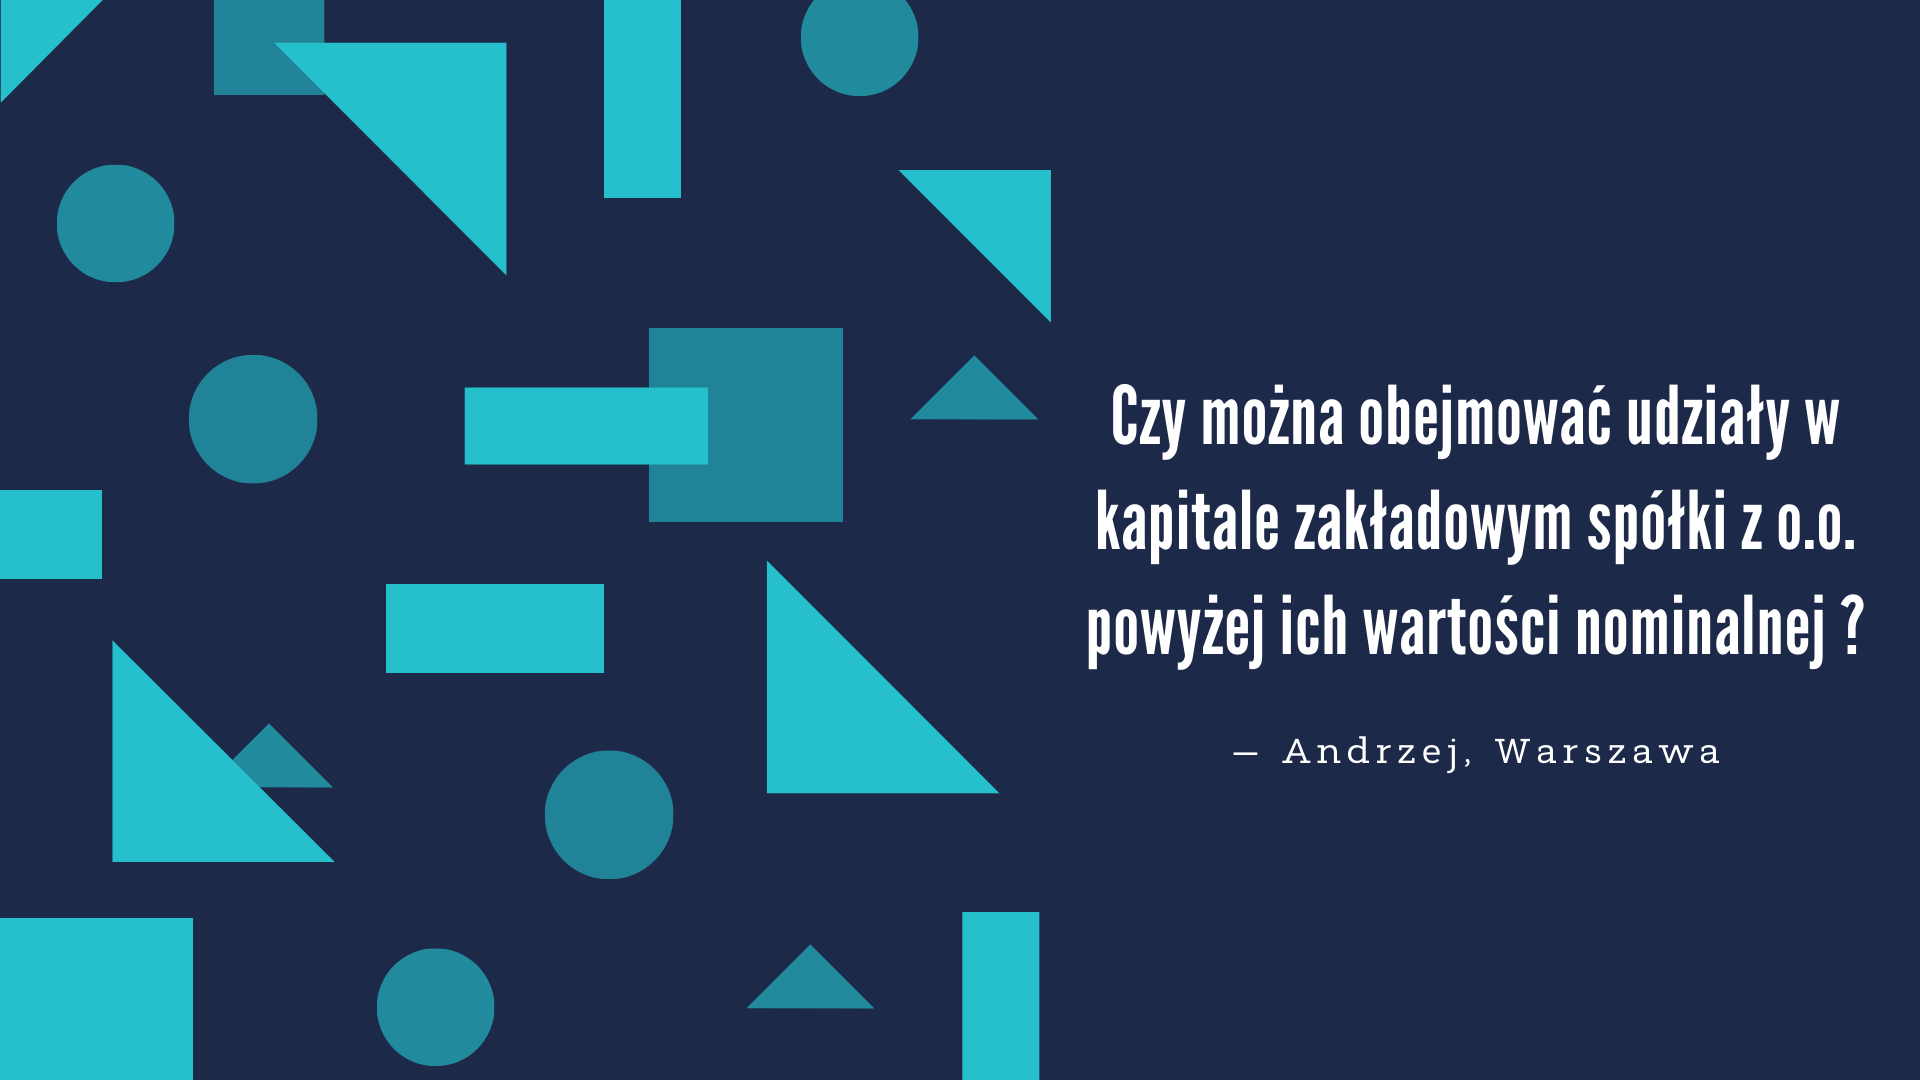 Czy można obejmować udziały w
kapitale zakładowym spółki z o.o.
powyżej ich wartości nominalnej ?
— Andrzej, Warszawa